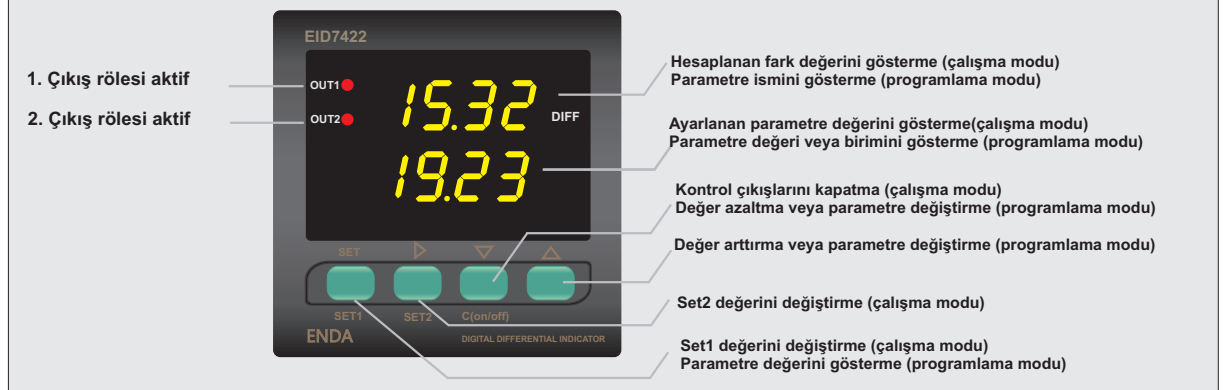 EID7422
1. Çıkış rölesi aktif
2. Çıkış rölesi aktif
OUT1
OUT2
15.32
DIFF
19.23
Hesaplanan fark değerini gösterme (çalışma modu)
Parametre ismini gösterme (programlama modu)
Ayarlanan parametre değerini gösterme(çalışma modu)
Parametre değeri veya birimini gösterme (programlama modu)
Kontrol çıkışlarını kapatma (çalışma modu)
Değer azaltma veya parametre değiştirme (programlama modu)
Değer arttırma veya parametre değiştirme (programlama modu)
SET
SET1
SET2
C(on/off)
ENDA
DIGITAL DIFFERENTIAL INDICATOR
Set2 değerini değiştirme (çalışma modu)
Set1 değerini değiştirme (çalışma modu)
Parametre değerini gösterme (programlama modu)